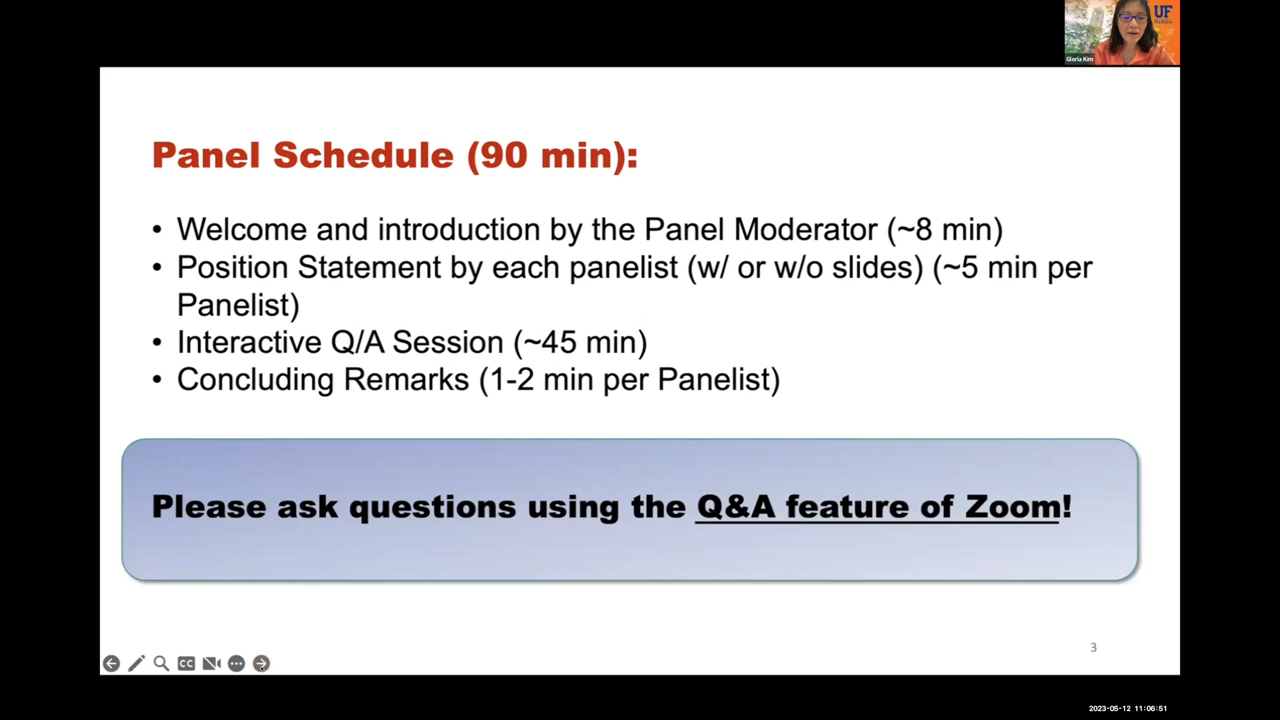 UF
Gloria Kim
Panel Schedule (90 min):
• Welcome and introduction by the Panel Moderator (~8 min)
• Position Statement by each panelist (w/ or w/o slides) (~5 min per
Panelist)
• Interactive Q/A Session (~45 min)
• Concluding Remarks (1-2 min per Panelist)
Please ask questions using the Q&A feature of Zoom!
3
CC
2023-05-12 11:06:51